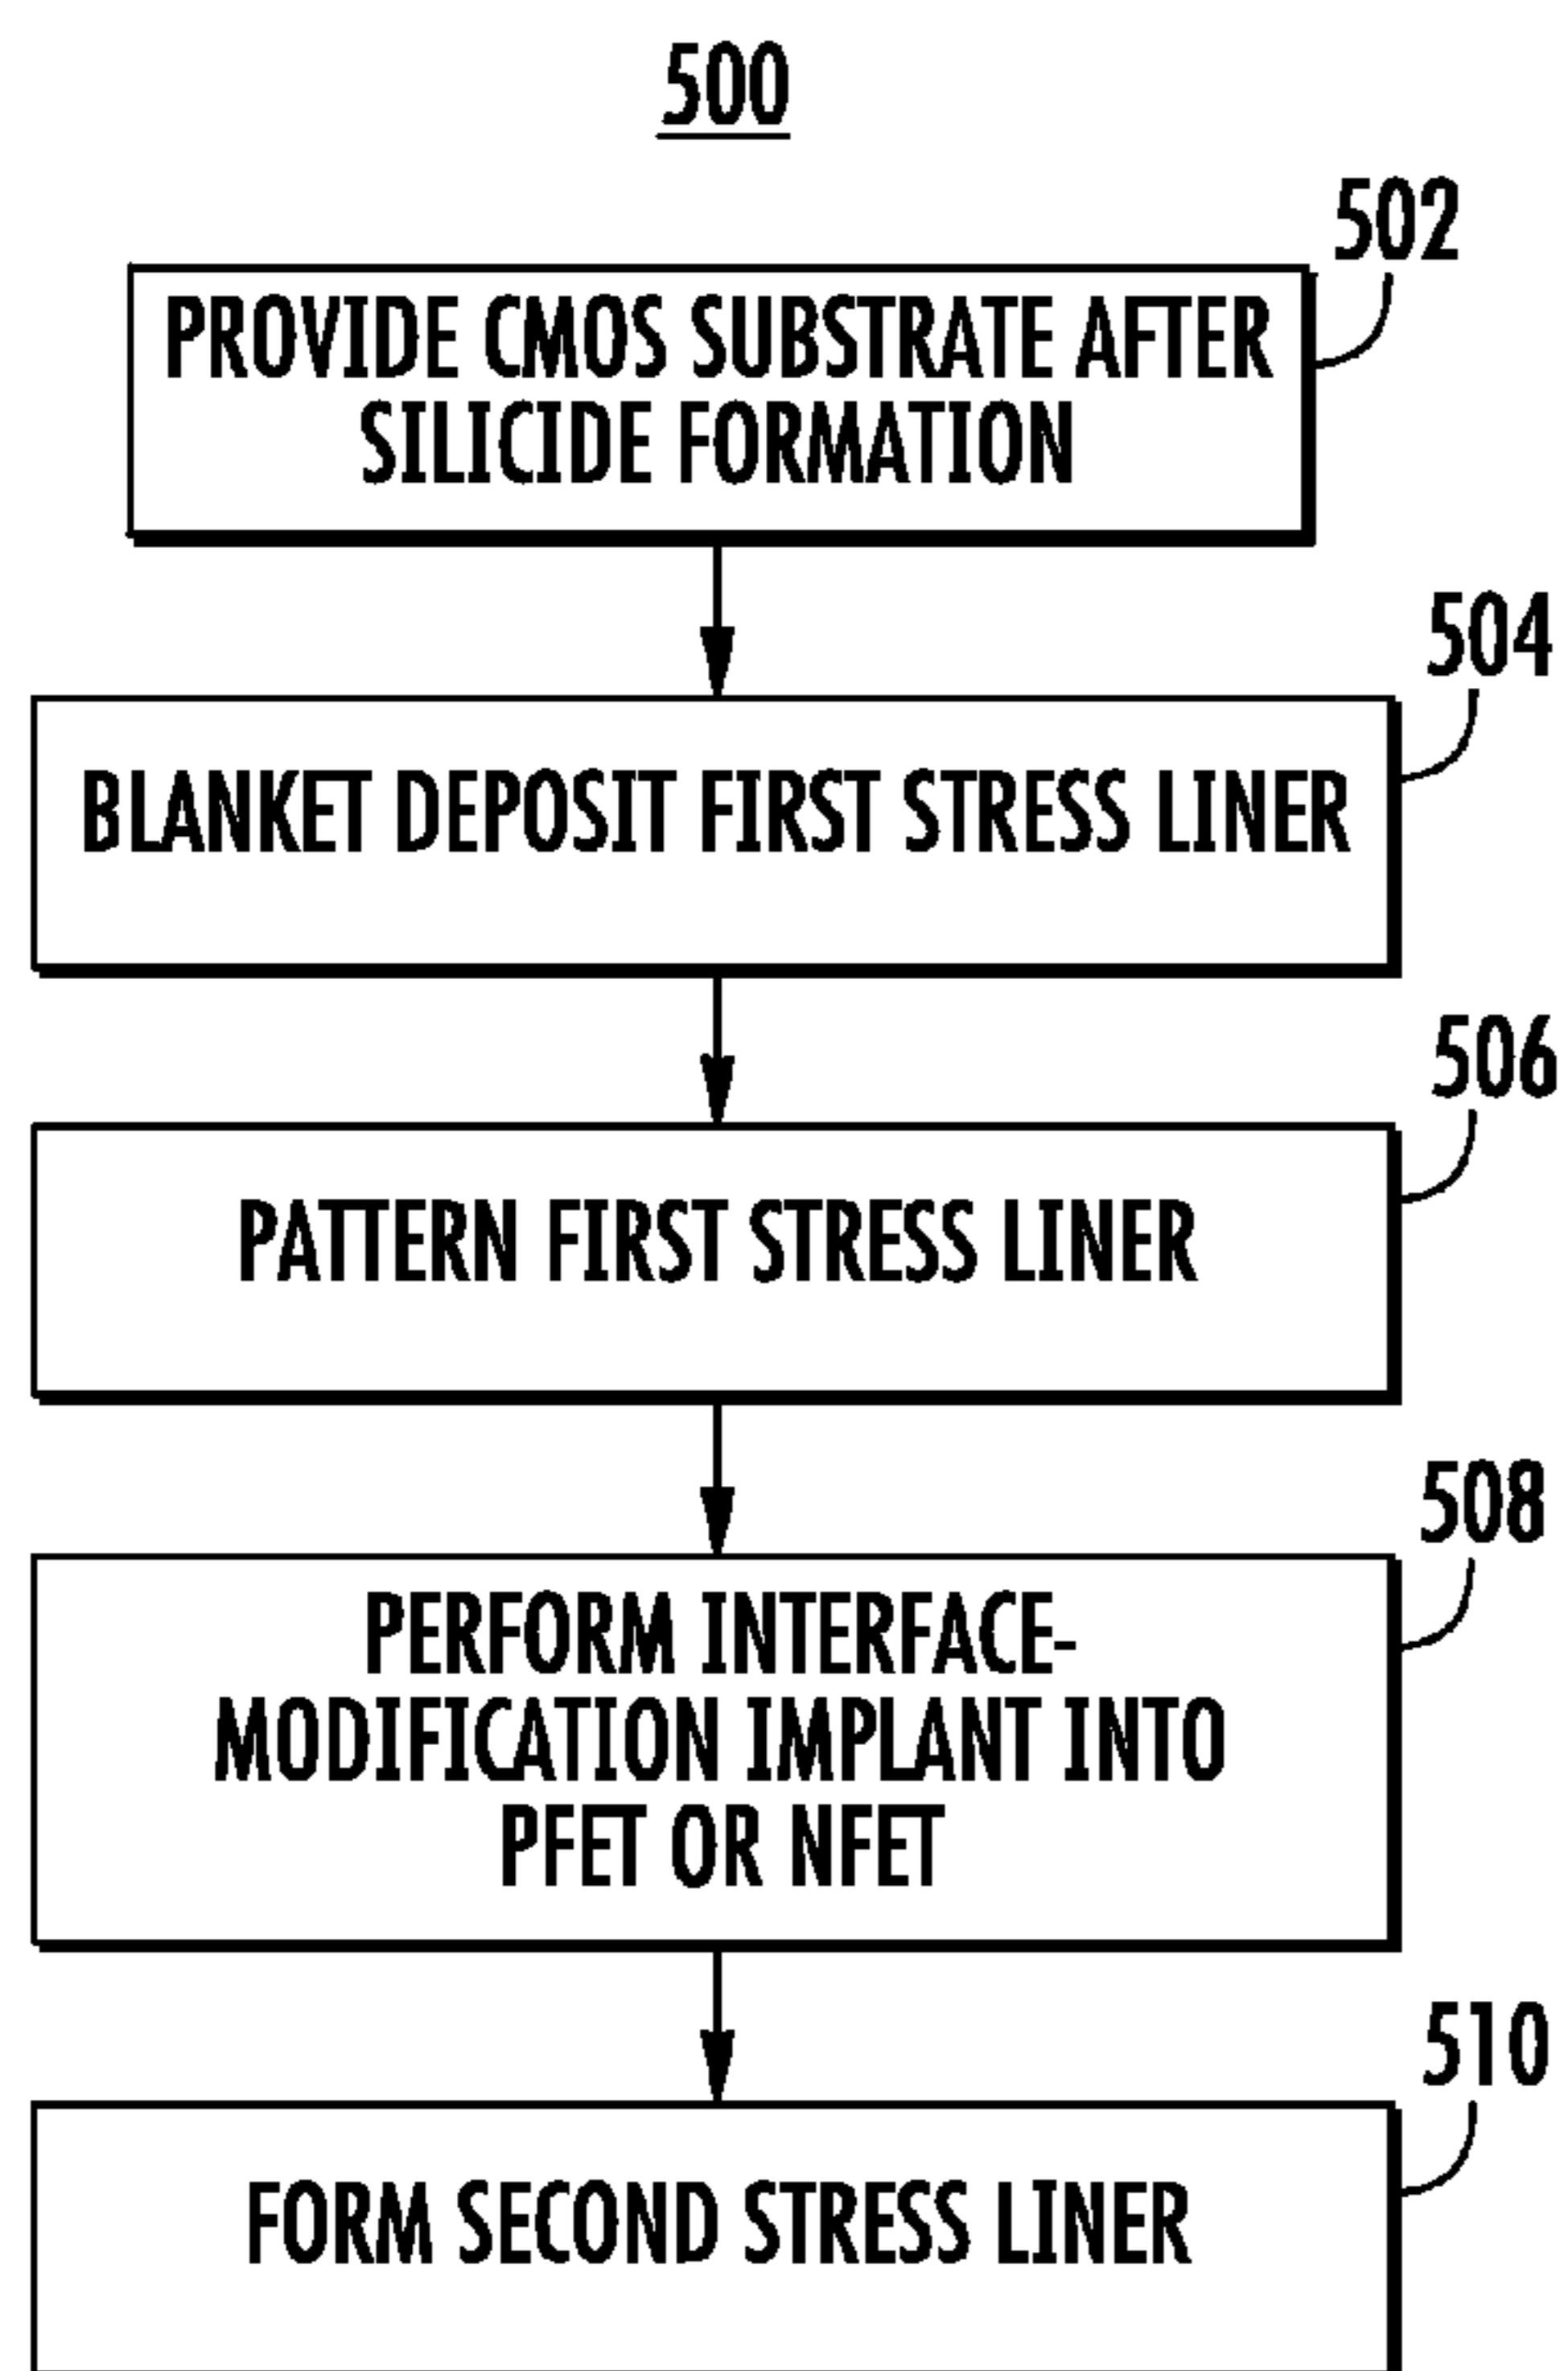 500
502
PROVIDE CMOS SUBSTRATE AFTER
SILICIDE FORMATION
504
BLANKET DEPOSIT FIRST STRESS LINER
506
PATTERN FIRST STRESS LINER
508
PERFORM INTERFACE-
MODIFICATION IMPLANT INTO
PFET OR NFET
510
FORM SECOND STRESS LINER